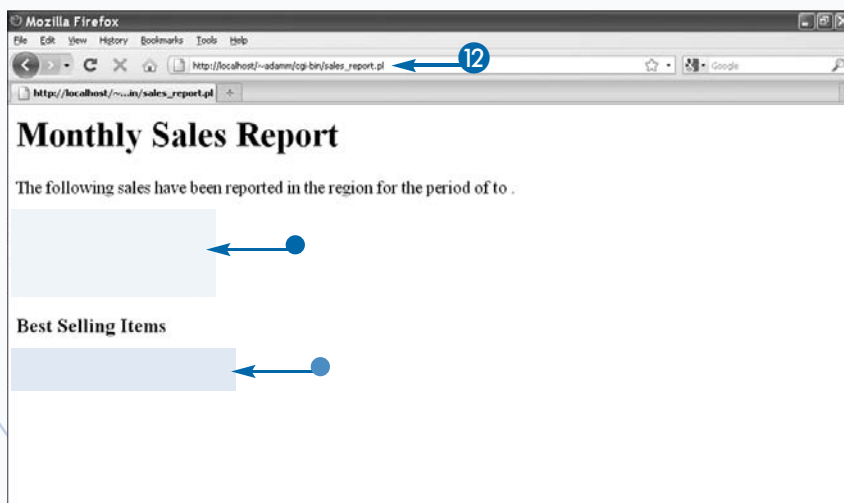 Mozilla Firefox
File Edit View History Bookmarks Tools Help
http://localhost/~adamm/cgi-bin/sales_report.pl
12
Google
http://localhost/~...in/sales_report.pl
Monthly Sales Report
The following sales have been reported in the region for the period of to .
Best Selling Items